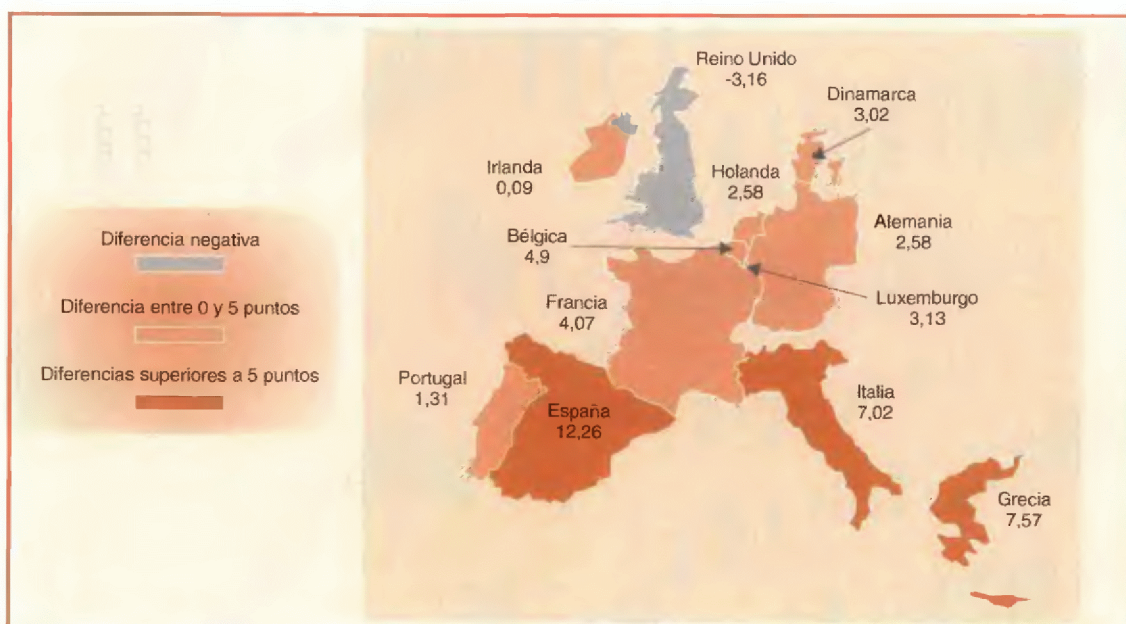 Diferencia negativa
Diferencia entre 0 y 5 puntos
Diferencias superiores a 5 puntos
Reino Unido
-3,16
Dinamarca
3,02
Irlanda
0,09
Holanda
2,58
Alemania
2,58
Bélgica
4,9
Luxemburgo
3,13
Francia
4,07
Portugal
1,31
España
12,26
Italia
7,02
Grecia
7,57